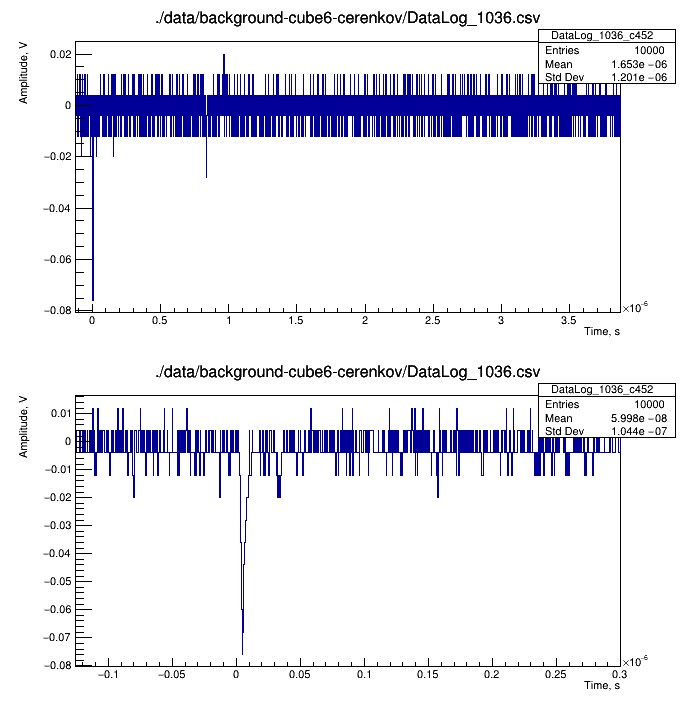 ./data/background-cube6-cerenkov/DataLog_1036.csv
DataLog_1036_c452
Entries 10000
Mean 1.653e −06
Std Dev 1.201e −06
Amplitude, V
0.02
0
−0.02
−0.04
−0.06
−0.08
0 0.5 1 1.5 2 2.5 3 3.5
×10⁻⁶
Time, s
./data/background-cube6-cerenkov/DataLog_1036.csv
DataLog_1036_c452
Entries 10000
Mean 5.998e −08
Std Dev 1.044e −07
Amplitude, V
0.01
0
−0.01
−0.02
−0.03
−0.04
−0.05
−0.06
−0.07
−0.08
−0.1 −0.05 0 0.05 0.1 0.15 0.2 0.25 0.3
×10⁻⁶
Time, s